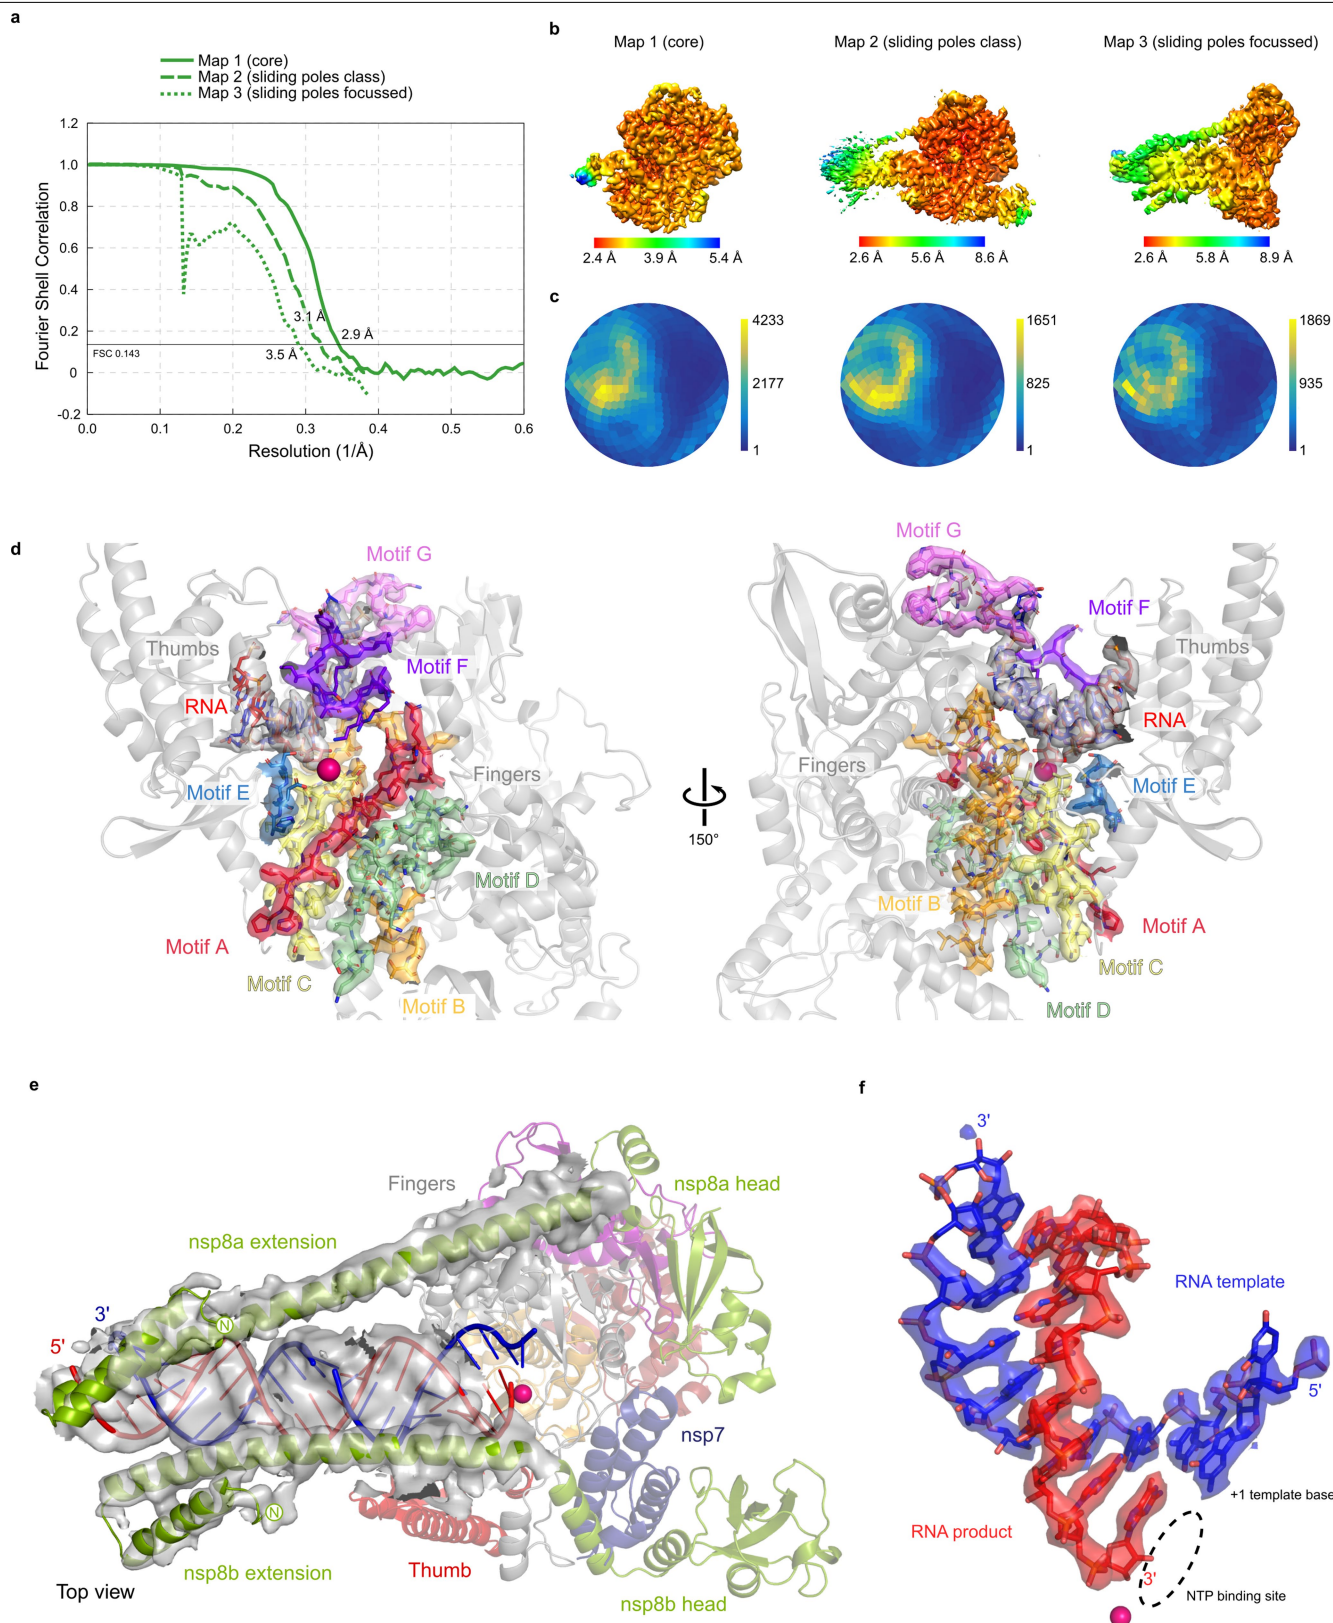 a
Map 1 (core)
Map 2 (sliding poles class)
Map 3 (sliding poles focussed)
1.2
1.0
0.8
0.6
0.4
0.2
0
-0.2
Fourier Shell Correlation
3.1 Å
2.9 Å
3.5 Å
FSC 0.143
0.0 0.1 0.2 0.3 0.4 0.5 0.6
Resolution (1/Å)
b
Map 1 (core) Map 2 (sliding poles class) Map 3 (sliding poles focussed)
2.4 Å 3.9 Å 5.4 Å 2.6 Å 5.6 Å 8.6 Å 2.6 Å 5.8 Å 8.9 Å
c
4233 1651 1869
2177 825 935
1 1 1
d
Motif G
Thumbs
Motif F
RNA
Fingers
Motif E
Motif D
Motif A
Motif C
Motif B
150°
Motif G
Motif F
Thumbs
RNA
Fingers
Motif E
Motif B
Motif A
Motif C
Motif D
e
Fingers
nsp8a head
nsp8a extension
3'
N
5'
nsp7
N
nsp8b extension
Thumb
Top view
nsp8b head
f
3'
RNA template
5'
+1 template base
RNA product
3'
NTP binding site